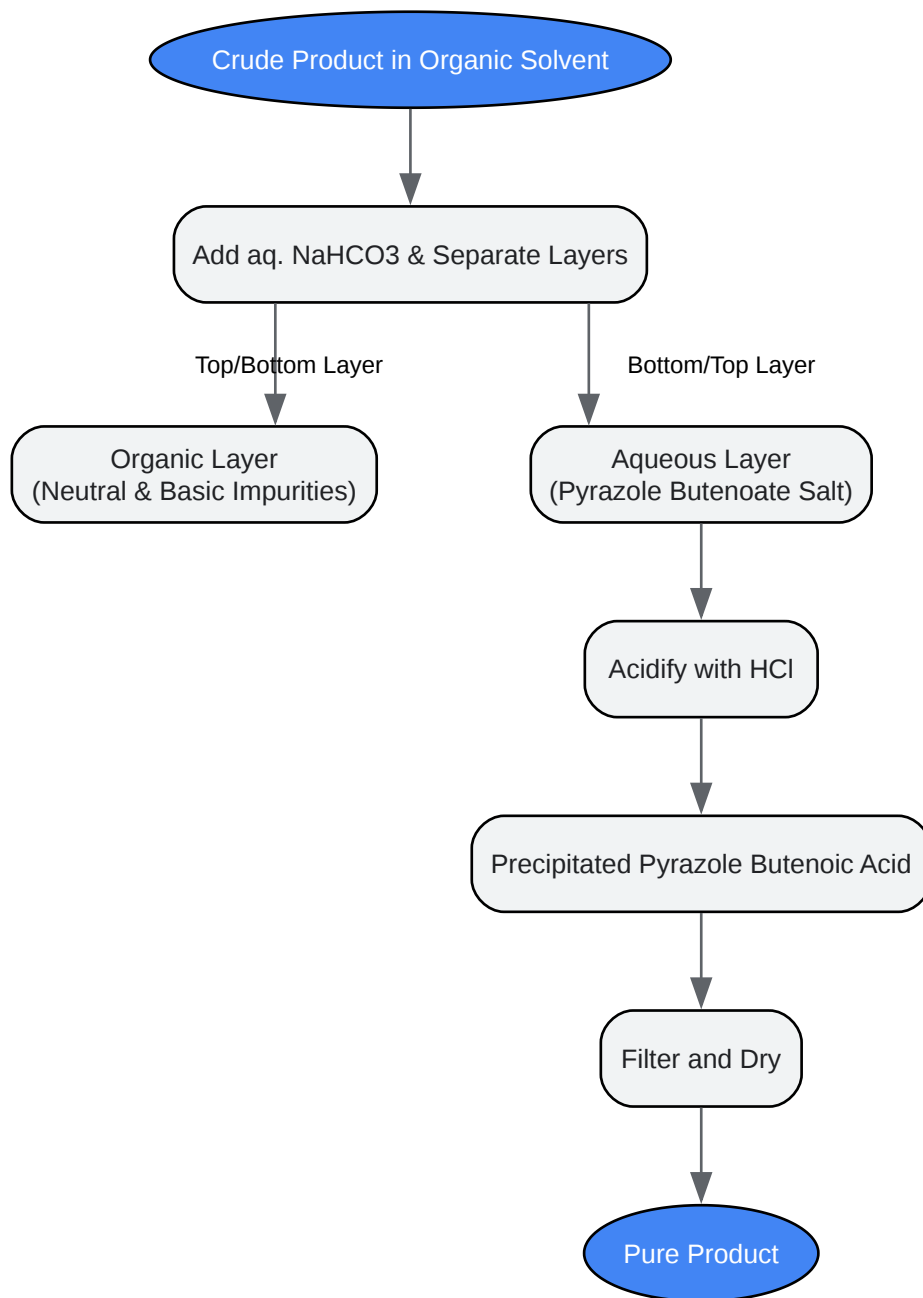 Crude Product in Organic Solvent
Add aq. NaHCO3 & Separate Layers
Top/Bottom Layer
Bottom/Top Layer
Organic Layer
(Neutral & Basic Impurities)
Aqueous Layer
(Pyrazole Butenoate Salt)
Acidify with HCl
Precipitated Pyrazole Butenoic Acid
Filter and Dry
Pure Product